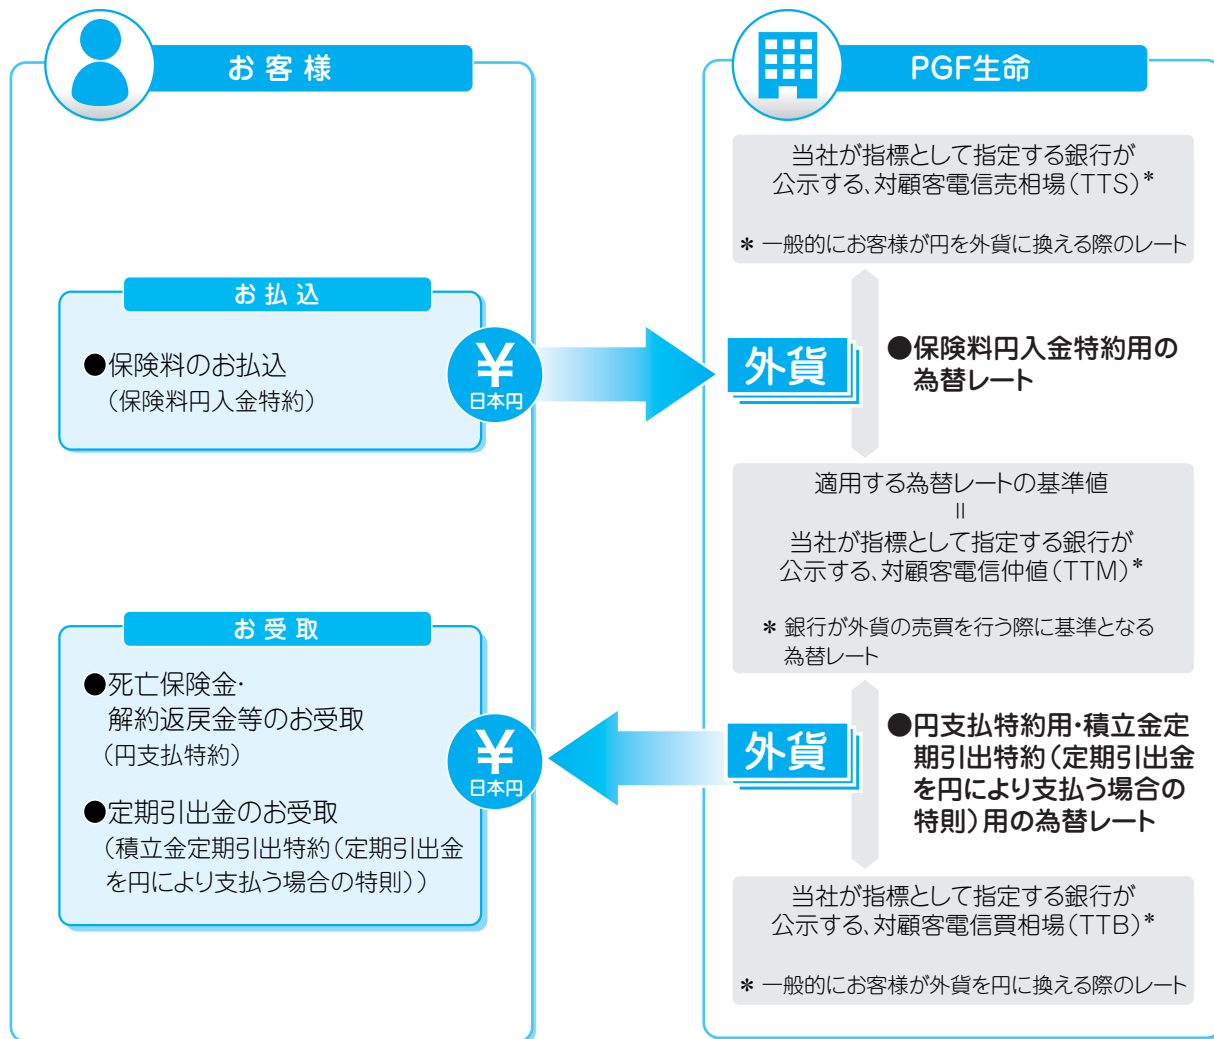 お客様
お払込
●保険料のお払込
（保険料円入金特約）
¥
日本円
お受取
●死亡保険金・
解約返戻金等のお受取
（円支払特約）
●定期引出金のお受取
（積立金定期引出特約（定期引出金
を円により支払う場合の特則））
¥
日本円
PGF生命
当社が指標として指定する銀行が
公示する、対顧客電信売相場（TTS）*
* 一般的にお客様が円を外貨に換える際のレート
外貨
●保険料円入金特約用の
為替レート
適用する為替レートの基準値
=
当社が指標として指定する銀行が
公示する、対顧客電信仲値（TTM）*
* 銀行が外貨の売買を行う際に基準となる
為替レート
外貨
●円支払特約用・積立金定
期引出特約（定期引出金
を円により支払う場合の
特則）用の為替レート
当社が指標として指定する銀行が
公示する、対顧客電信買相場（TTB）*
* 一般的にお客様が外貨を円に換える際のレート